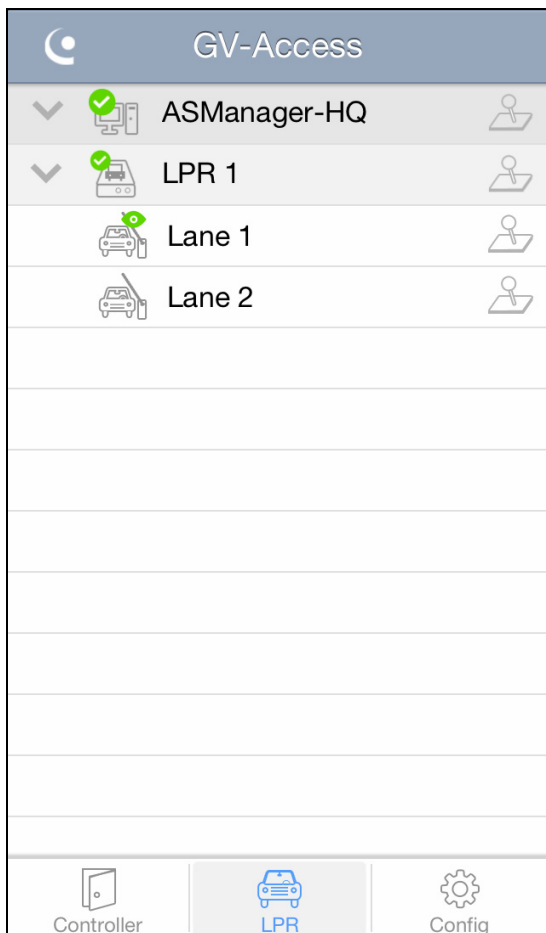 GV-Access
ASManager-HQ
LPR 1
Lane 1
Lane 2
Controller
LPR
Config